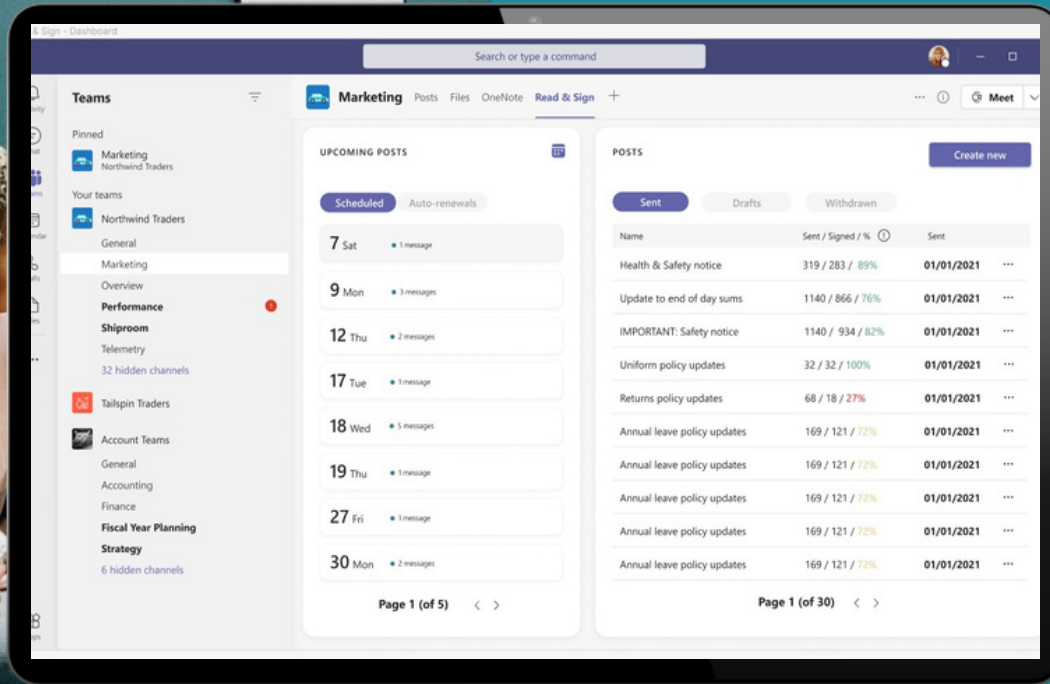 & Sign - Dashboard
Search or type a command
Teams
Marketing Posts Files OneNote Read & Sign
Meet
Pinned
Marketing
Northwind Traders
Your teams
Northwind Traders
General
Marketing
Overview
Performance 1
Shiproom
Telemetry
32 hidden channels
Tailspin Traders
Account Teams
General
Accounting
Finance
Fiscal Year Planning
Strategy
6 hidden channels
UPCOMING POSTS
Scheduled Auto-renewals
7 Sat 1 message
9 Mon 3 messages
12 Thu 2 messages
17 Tue 1 message
18 Wed 5 messages
19 Thu 1 message
27 Fri 1 message
30 Mon 2 messages
Page 1 (of 5) < >
POSTS
Create new
Sent Drafts Withdrawn
Name Sent / Signed / % Sent
Health & Safety notice 319 / 283 / 89% 01/01/2021 ...
Update to end of day sums 1140 / 866 / 76% 01/01/2021 ...
IMPORTANT: Safety notice 1140 / 934 / 82% 01/01/2021 ...
Uniform policy updates 32 / 32 / 100% 01/01/2021 ...
Returns policy updates 68 / 18 / 27% 01/01/2021 ...
Annual leave policy updates 169 / 121 / 72% 01/01/2021 ...
Annual leave policy updates 169 / 121 / 72% 01/01/2021 ...
Annual leave policy updates 169 / 121 / 72% 01/01/2021 ...
Annual leave policy updates 169 / 121 / 72% 01/01/2021 ...
Annual leave policy updates 169 / 121 / 72% 01/01/2021 ...
Page 1 (of 30) < >